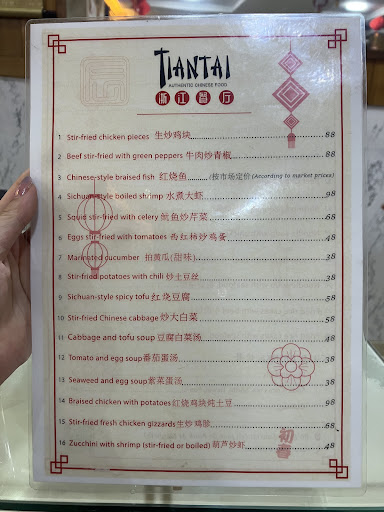 TIANTAI
AUTHENTIC CHINESE FOOD
浙江餐厅
1 Stir-fried chicken pieces 生炒鸡块 88
2 Beef stir-fried with green peppers 牛肉炒青椒 88
3 Chinese-style braised fish 红烧鱼 /按市场定价 (According to market prices)
4 Sichuan-style boiled shrimp 水煮大虾 98
5 Squid stir-fried with celery 鱿鱼炒芹菜 68
6 Eggs stir-fried with tomatoes 西红柿炒鸡蛋 48
7 Marinated cucumber 拍黄瓜(甜味) 38
8 Stir-fried potatoes with chili 炒土豆丝 38
9 Sichuan-style spicy tofu 红烧豆腐 58
10 Stir-fried Chinese cabbage 炒大白菜 58
11 Cabbage and tofu soup 豆腐白菜汤 48
12 Tomato and egg soup 番茄蛋汤 38
13 Seaweed and egg soup 紫菜蛋汤 38
14 Braised chicken with potatoes 红烧鸡块炖土豆 98
15 Stir-fried fresh chicken gizzards 生炒鸡胗 68
16 Zucchini with shrimp (stir-fried or boiled) 葫芦炒虾 48